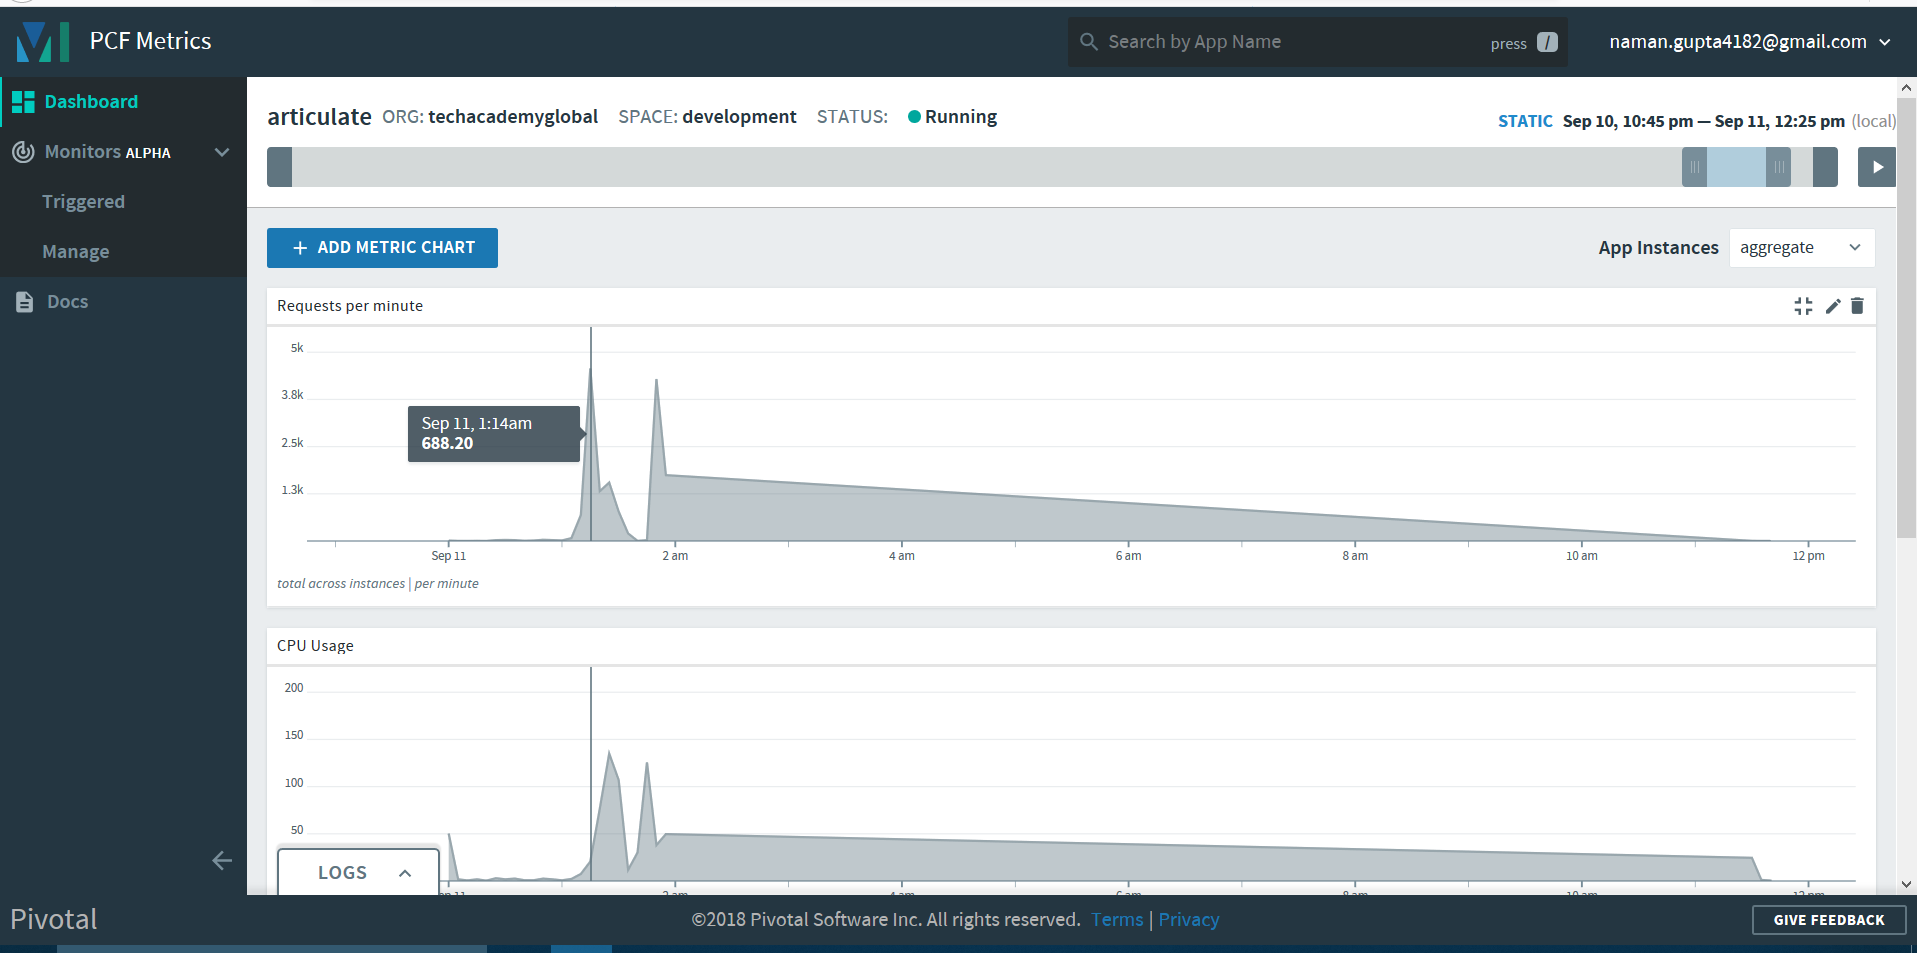 PCF Metrics
Search by App Name press /
naman.gupta4182@gmail.com
Dashboard
Monitors ALPHA
Triggered
Manage
Docs
articulate ORG: techacademyglobal SPACE: development STATUS: Running
STATIC Sep 10, 10:45 pm — Sep 11, 12:25 pm (local)
+ ADD METRIC CHART
App Instances aggregate
Requests per minute
5k
3.8k
2.5k
1.3k
Sep 11, 1:14am
688.20
Sep 11 2 am 4 am 6 am 8 am 10 am 12 pm
total across instances | per minute
CPU Usage
200
150
100
50
LOGS
Pivotal
©2018 Pivotal Software Inc. All rights reserved. Terms | Privacy
GIVE FEEDBACK